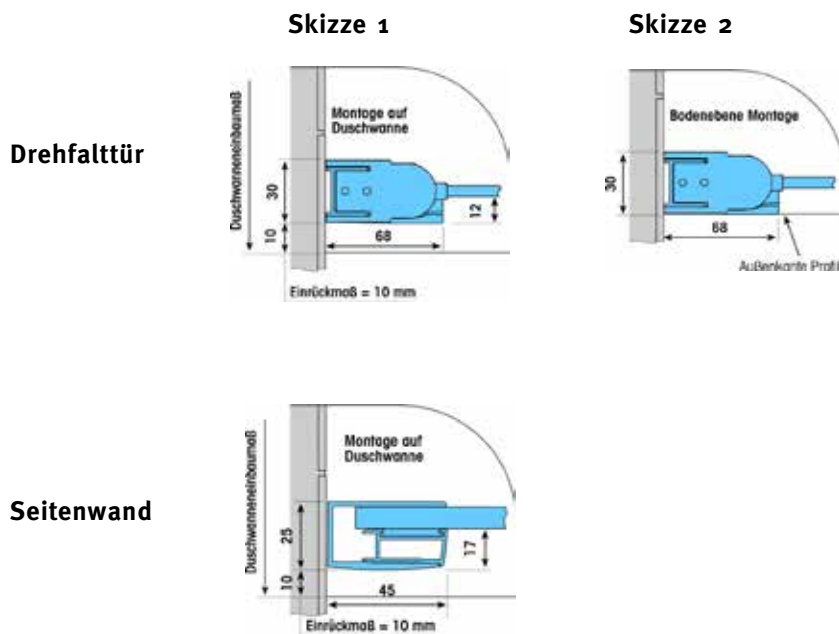 Skizze 1
Skizze 2
Drehfalttür
Duschwanneneinbaumaß
Montage auf
Duschwanne
30
10
68
12
Einrückmaß = 10 mm
Bodenebene Montage
30
68
Außenkante Profil
Seitenwand
Duschwanneneinbaumaß
Montage auf
Duschwanne
25
10
45
17
Einrückmaß = 10 mm